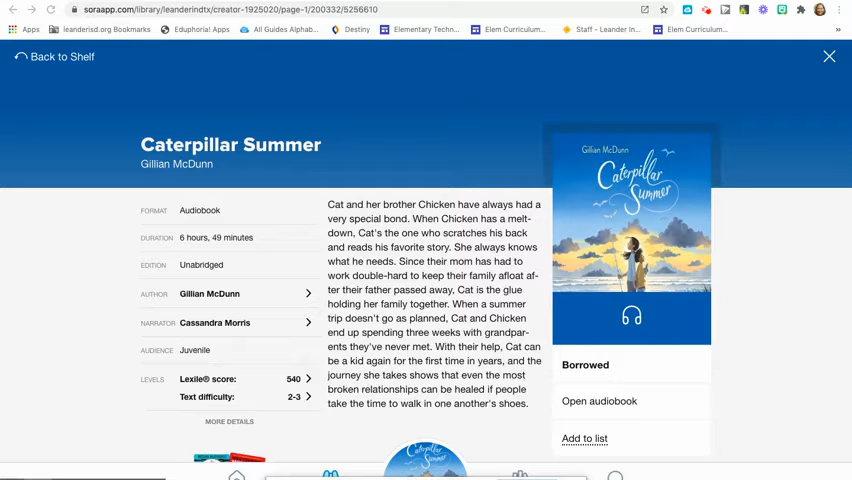 soraapp.com/library/leanderindtx/creator-1925020/page-1/200332/5256610
Apps
leanderisd.org Bookmarks
Eduphoria! Apps
All Guides Alphab...
Destiny
Elementary Techn...
Elem Curriculum...
Staff - Leander In...
Elem Curriculum...
»
Back to Shelf
Caterpillar Summer
Gillian McDunn
FORMAT Audiobook
DURATION 6 hours, 49 minutes
EDITION Unabridged
AUTHOR Gillian McDunn
NARRATOR Cassandra Morris
AUDIENCE Juvenile
LEVELS Lexile® score: 540
Text difficulty: 2-3
MORE DETAILS
Cat and her brother Chicken have always had a
very special bond. When Chicken has a melt-
down, Cat's the one who scratches his back
and reads his favorite story. She always knows
what he needs. Since their mom has had to
work double-hard to keep their family afloat af-
ter their father passed away, Cat is the glue
holding her family together. When a summer
trip doesn't go as planned, Cat and Chicken
end up spending three weeks with grandpar-
ents they've never met. With their help, Cat can
be a kid again for the first time in years, and the
journey she takes shows that even the most
broken relationships can be healed if people
take the time to walk in one another's shoes.
Gillian McDunn
Caterpillar
Summer
Borrowed
Open audiobook
Add to list
Caterpillar
Summer